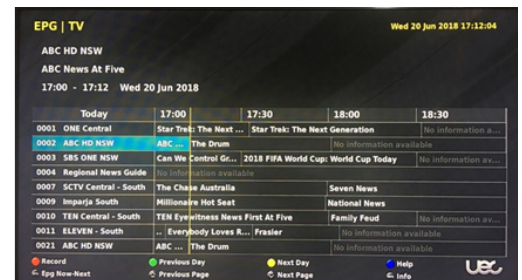 EPG | TV
Wed 20 Jun 2018 17:12:04
ABC HD NSW
ABC News At Five
17:00 - 17:12 Wed 20 Jun 2018
Today 17:00 17:30 18:00 18:30
0001 ONE Central Star Trek: The Next ... Star Trek: The Next Generation No information a...
0002 ABC HD NSW ABC ... The Drum No information available
0003 SBS ONE NSW Can We Control Gr... 2018 FIFA World Cup: World Cup Today No information av...
0004 Regional News Guide No information available
0007 SCTV Central - South The Chase Australia Seven News
0009 Imparja South Millionaire Hot Seat National News
0010 TEN Central - South TEN Eyewitness News First At Five Family Feud No information av...
0011 ELEVEN - South .. Everybody Loves R... Frasier No information available
0021 ABC HD NSW ABC ... The Drum No information available
Record Previous Day Next Day Help
Epg Now-Next Previous Page Next Page Info
UEC